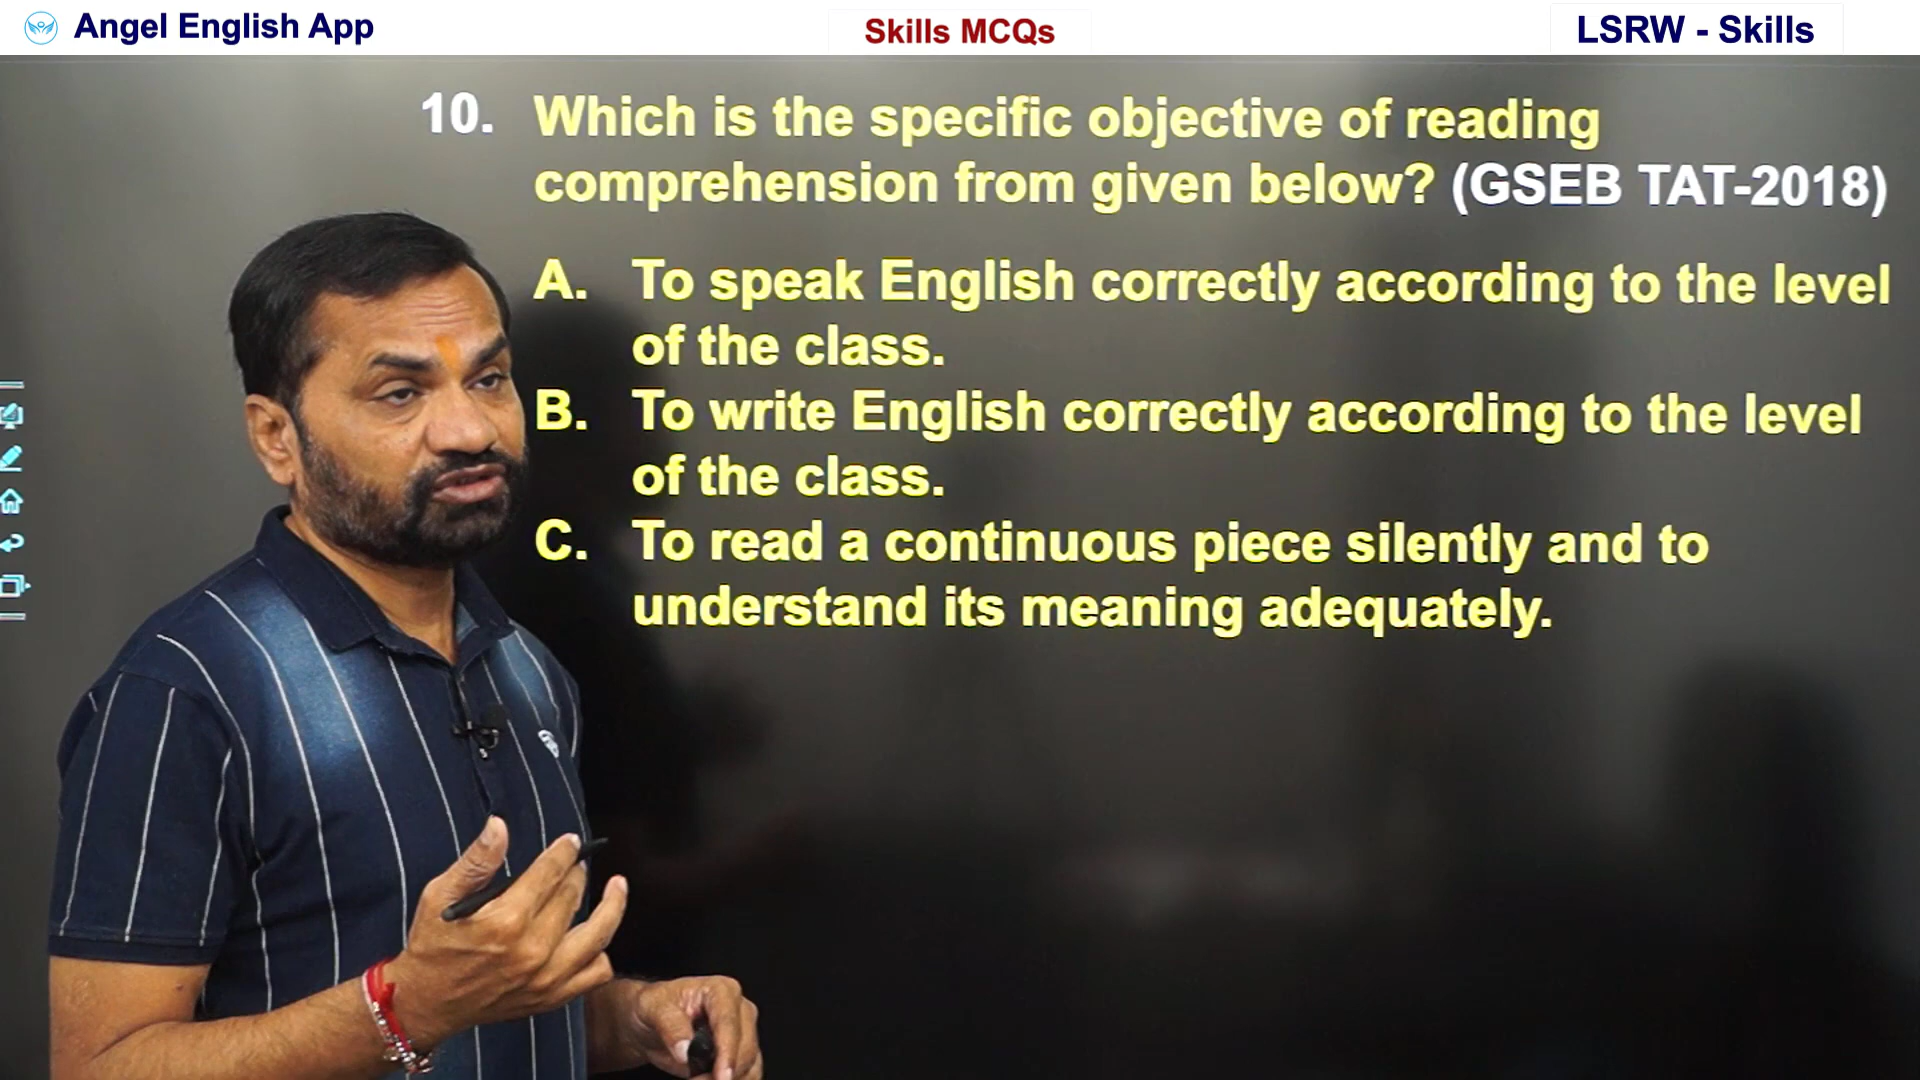 Angel English App
Skills MCQs
LSRW - Skills
10. Which is the specific objective of reading
comprehension from given below? (GSEB TAT-2018)
A. To speak English correctly according to the level
of the class.
B. To write English correctly according to the level
of the class.
C. To read a continuous piece silently and to
understand its meaning adequately.